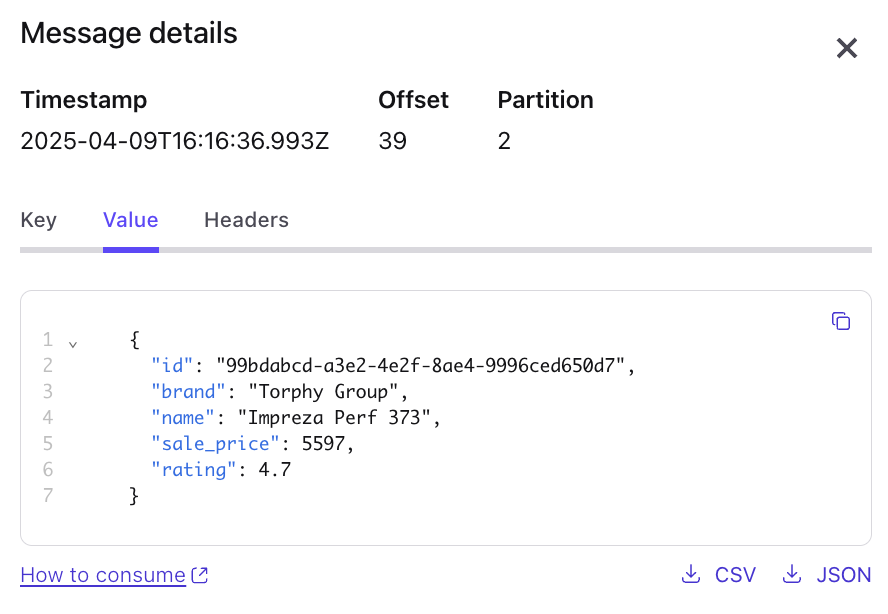 Message details
Timestamp Offset Partition
2025-04-09T16:16:36.993Z 39 2
Key Value Headers
1 {
2 "id": "99bdabcd-a3e2-4e2f-8ae4-9996ced650d7",
3 "brand": "Torphy Group",
4 "name": "Impreza Perf 373",
5 "sale_price": 5597,
6 "rating": 4.7
7 }
How to consume CSV JSON